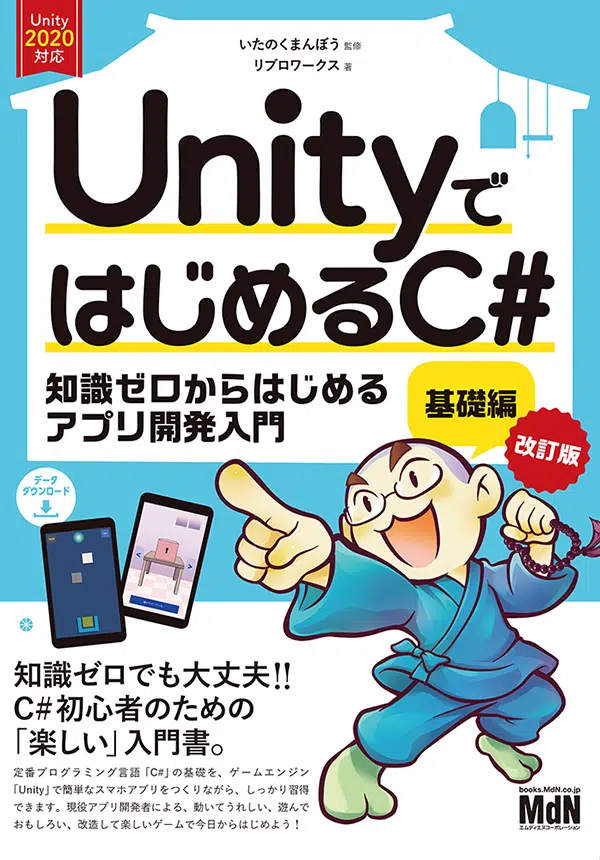 Unity
2020
対応
いたのくまんぼう 監修
リブロワークス 著
Unityで
はじめるC#
知識ゼロからはじめる
アプリ開発入門
基礎編
改訂版
データ
ダウンロード
知識ゼロでも大丈夫!!
C#初心者のための
「楽しい」入門書。
定番プログラミング言語「C#」の基礎を、ゲームエンジン
「Unity」で簡単なスマホアプリをつくりながら、しっかり習得
できます。現役アプリ開発者による、動いてうれしい、遊んで
おもしろい、改造して楽しいゲームで今日からはじめよう!
books.MdN.co.jp
MdN
エムディエヌコーポレーション